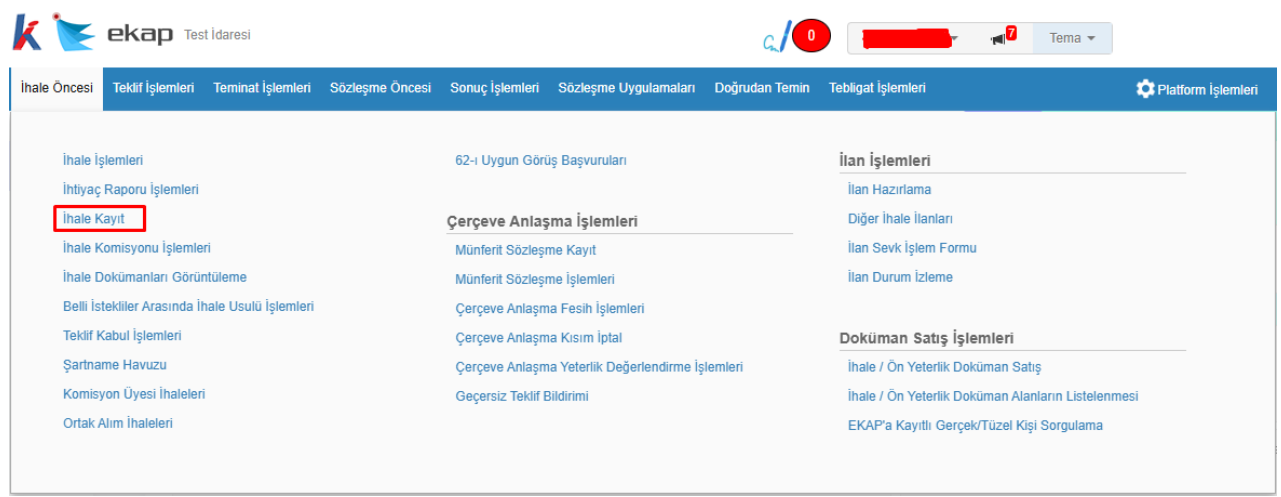 ekap Test İdaresi
0
7
Tema
İhale Öncesi Teklif İşlemleri Teminat İşlemleri Sözleşme Öncesi Sonuç İşlemleri Sözleşme Uygulamaları Doğrudan Temin Tebligat İşlemleri Platform İşlemleri
İhale İşlemleri
İhtiyaç Raporu İşlemleri
İhale Kayıt
İhale Komisyonu İşlemleri
İhale Dokümanları Görüntüleme
Belli İstekliler Arasında İhale Usulü İşlemleri
Teklif Kabul İşlemleri
Şartname Havuzu
Komisyon Üyesi İhaleleri
Ortak Alım İhaleleri
62-ı Uygun Görüş Başvuruları
Çerçeve Anlaşma İşlemleri
Münferit Sözleşme Kayıt
Münferit Sözleşme İşlemleri
Çerçeve Anlaşma Fesih İşlemleri
Çerçeve Anlaşma Kısım İptal
Çerçeve Anlaşma Yeterlik Değerlendirme İşlemleri
Geçersiz Teklif Bildirimi
İlan İşlemleri
İlan Hazırlama
Diğer İhale İlanları
İlan Sevk İşlem Formu
İlan Durum İzleme
Doküman Satış İşlemleri
İhale / Ön Yeterlik Doküman Satış
İhale / Ön Yeterlik Doküman Alanların Listelenmesi
EKAP'a Kayıtlı Gerçek/Tüzel Kişi Sorgulama